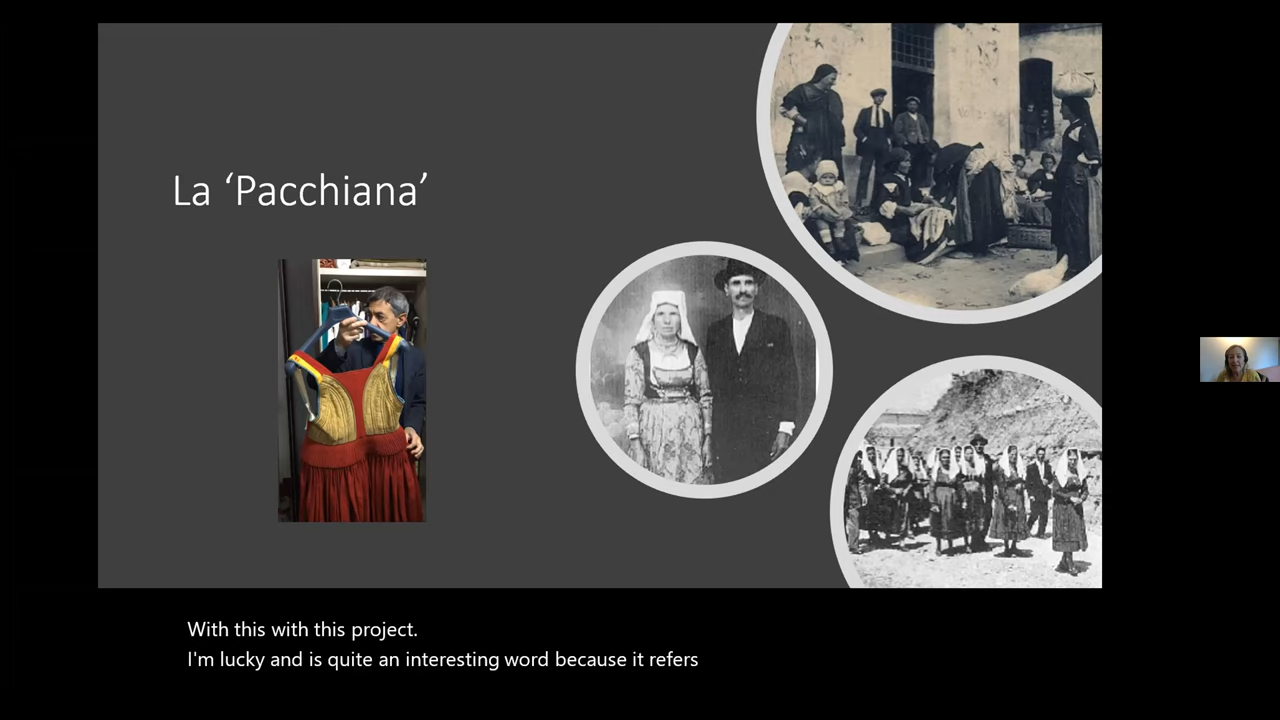 La ‘Pacchiana’
With this with this project.
I'm lucky and is quite an interesting word because it refers